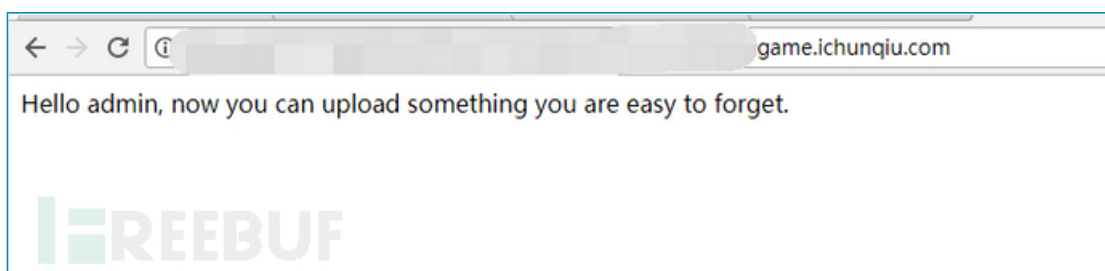 game.ichunqiu.com
Hello admin, now you can upload something you are easy to forget.
FREEBUF